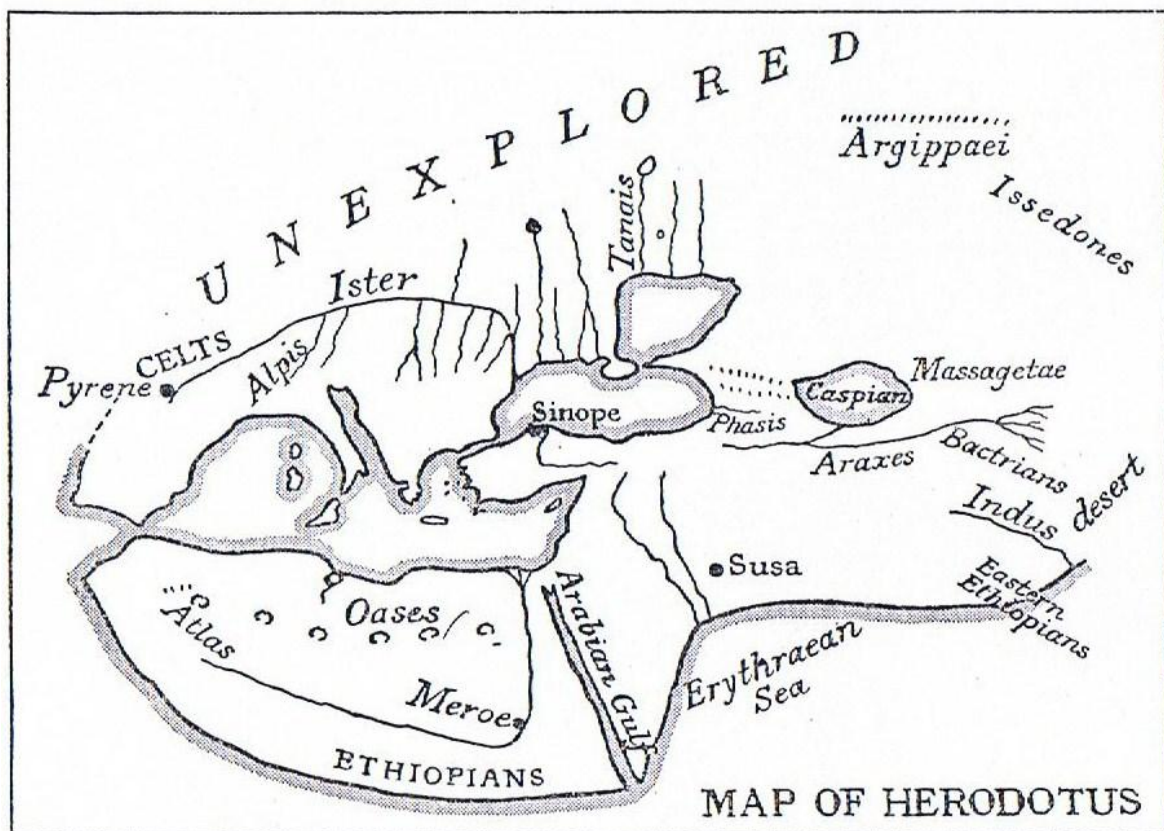 UNEXPLORED
Argippaei
Issedones
Tanais
Ister
CELTS
Alpis
Pyrene
Massagetae
Caspian
Sinope
Phasis
Bactrians
Araxes
desert
Indus
Susa
Eastern
Ethiopians
Arabian Gulf
Oases
Atlas
Meroe
Erythraean
Sea
ETHIOPIANS
MAP OF HERODOTUS